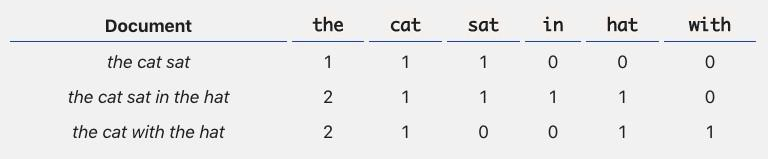 Document the cat sat in hat with
the cat sat 1 1 1 0 0 0
the cat sat in the hat 2 1 1 1 1 0
the cat with the hat 2 1 0 0 1 1